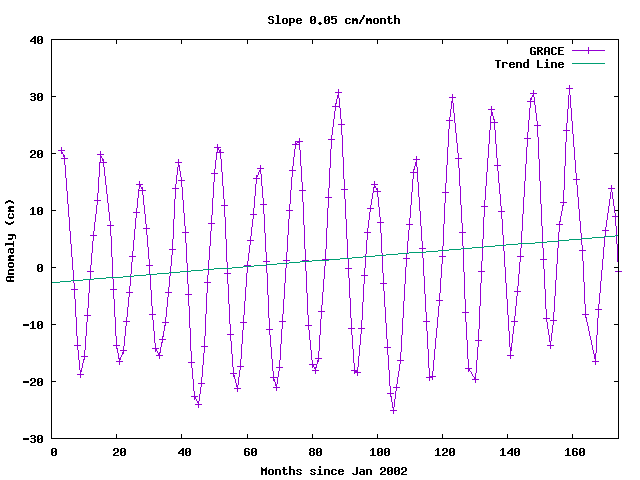 Slope 0.05 cm/month
GRACE
Trend Line
Anomaly (cm)
40
30
20
10
0
-10
-20
-30
0 20 40 60 80 100 120 140 160
Months since Jan 2002